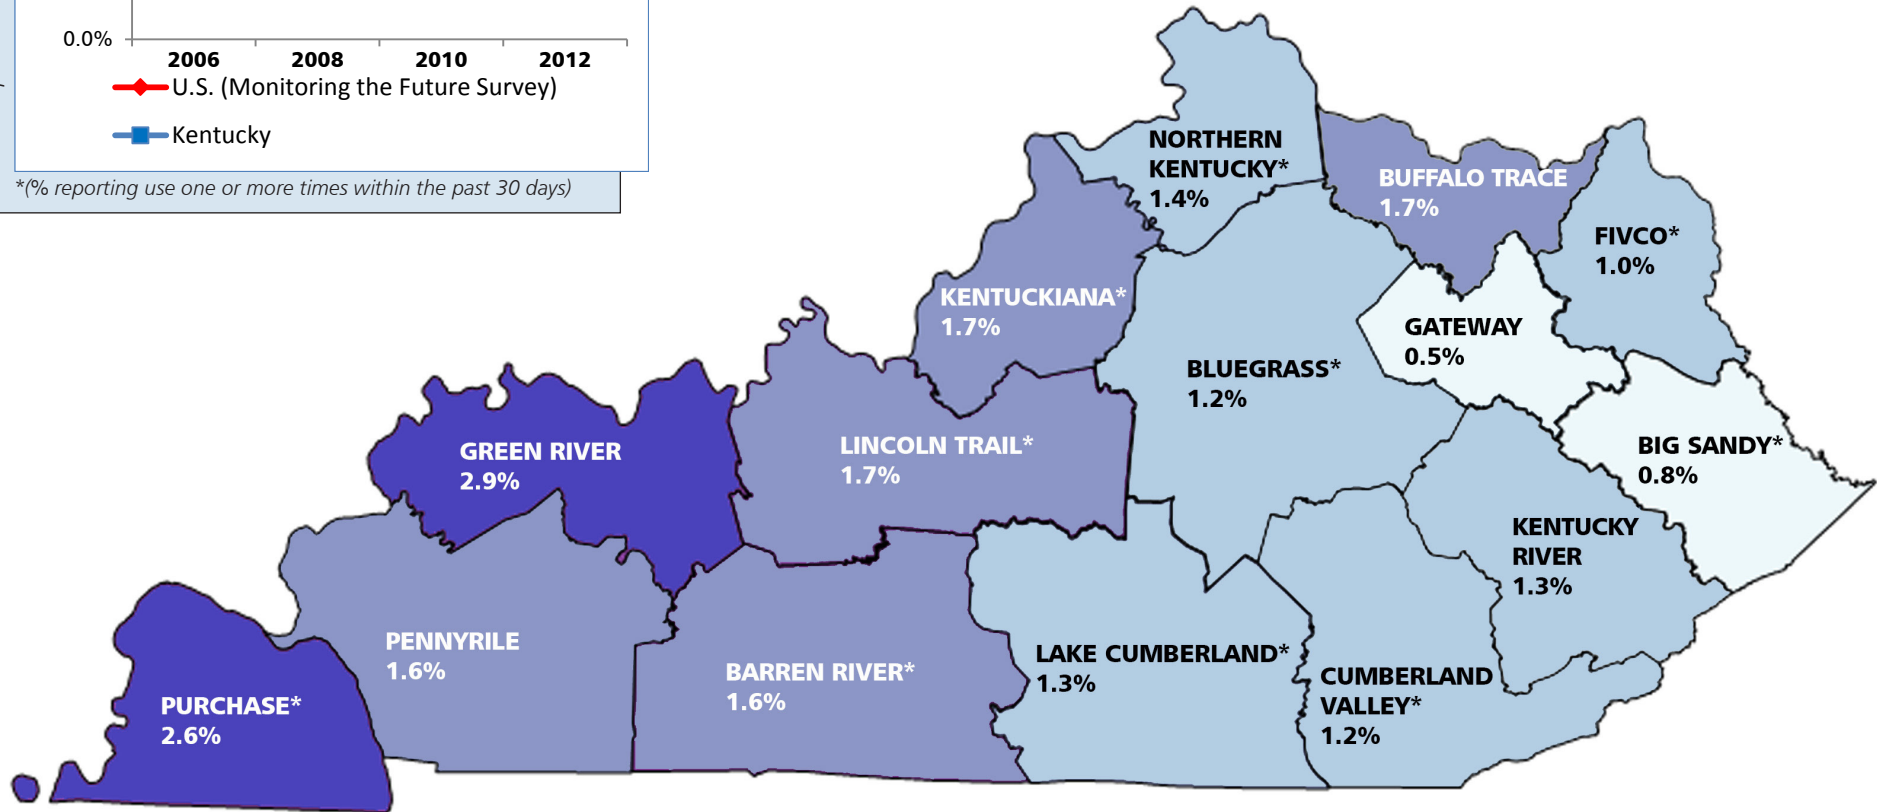 0.0%
2006 2008 2010 2012
U.S. (Monitoring the Future Survey)
Kentucky
*(% reporting use one or more times within the past 30 days)
NORTHERN
KENTUCKY*
1.4%
BUFFALO TRACE
1.7%
FIVCO*
1.0%
KENTUCKIANA*
1.7%
GATEWAY
0.5%
BLUEGRASS*
1.2%
GREEN RIVER
2.9%
LINCOLN TRAIL*
1.7%
BIG SANDY*
0.8%
KENTUCKY
RIVER
1.3%
PENNYRILE
1.6%
BARREN RIVER*
1.6%
LAKE CUMBERLAND*
1.3%
CUMBERLAND
VALLEY*
1.2%
PURCHASE*
2.6%